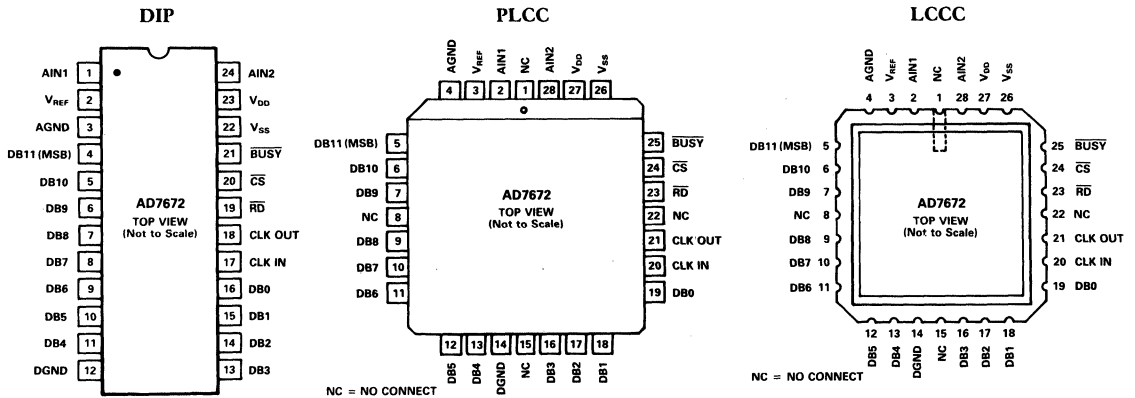 DIP
AIN1 1
VREF 2
AGND 3
DB11 (MSB) 4
DB10 5
DB9 6
DB8 7
DB7 8
DB6 9
DB5 10
DB4 11
DGND 12
AD7672
TOP VIEW
(Not to Scale)
24 AIN2
23 VDD
22 VSS
21 BUSY
20 CS
19 RD
18 CLK OUT
17 CLK IN
16 DB0
15 DB1
14 DB2
13 DB3
PLCC
AGND VREF AIN1 NC AIN2 VDD VSS
4 3 2 1 28 27 26
DB11 (MSB) 5
DB10 6
DB9 7
NC 8
DB8 9
DB7 10
DB6 11
AD7672
TOP VIEW
(Not to Scale)
25 BUSY
24 CS
23 RD
22 NC
21 CLK OUT
20 CLK IN
19 DB0
12 13 14 15 16 17 18
DB5 DB4 DGND NC DB3 DB2 DB1
NC = NO CONNECT
LCCC
AGND VREF AIN1 NC AIN2 VDD VSS
4 3 2 1 28 27 26
DB11 (MSB) 5
DB10 6
DB9 7
NC 8
DB8 9
DB7 10
DB6 11
AD7672
TOP VIEW
(Not to Scale)
25 BUSY
24 CS
23 RD
22 NC
21 CLK OUT
20 CLK IN
19 DB0
12 13 14 15 16 17 18
DB5 DB4 DGND NC DB3 DB2 DB1
NC = NO CONNECT